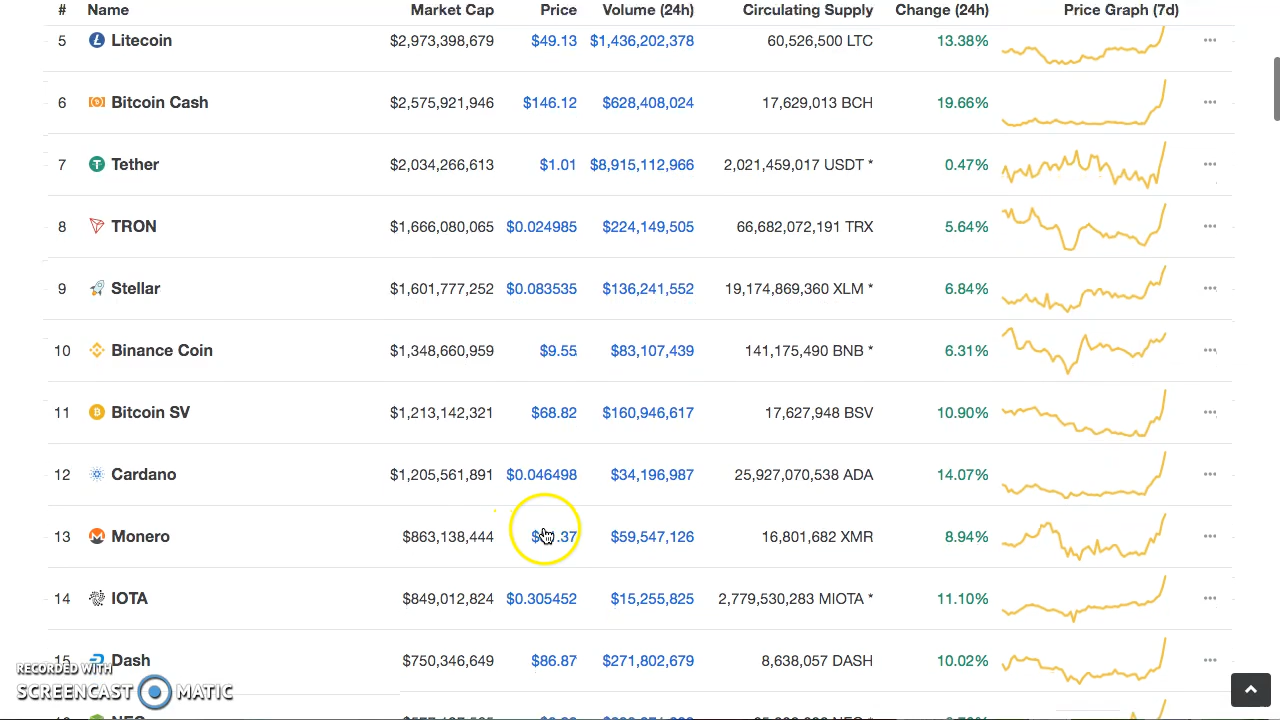 # Name Market Cap Price Volume (24h) Circulating Supply Change (24h) Price Graph (7d)
5 Litecoin $2,973,398,679 $49.13 $1,436,202,378 60,526,500 LTC 13.38%
6 Bitcoin Cash $2,575,921,946 $146.12 $628,408,024 17,629,013 BCH 19.66%
7 Tether $2,034,266,613 $1.01 $8,915,112,966 2,021,459,017 USDT * 0.47%
8 TRON $1,666,080,065 $0.024985 $224,149,505 66,682,072,191 TRX 5.64%
9 Stellar $1,601,777,252 $0.083535 $136,241,552 19,174,869,360 XLM * 6.84%
10 Binance Coin $1,348,660,959 $9.55 $83,107,439 141,175,490 BNB * 6.31%
11 Bitcoin SV $1,213,142,321 $68.82 $160,946,617 17,627,948 BSV 10.90%
12 Cardano $1,205,561,891 $0.046498 $34,196,987 25,927,070,538 ADA 14.07%
13 Monero $863,138,444 $59,547,126 16,801,682 XMR 8.94%
14 IOTA $849,012,824 $0.305452 $15,255,825 2,779,530,283 MIOTA * 11.10%
15 Dash $750,346,649 $86.87 $271,802,679 8,638,057 DASH 10.02%
RECORDED WITH
SCREENCAST MATIC